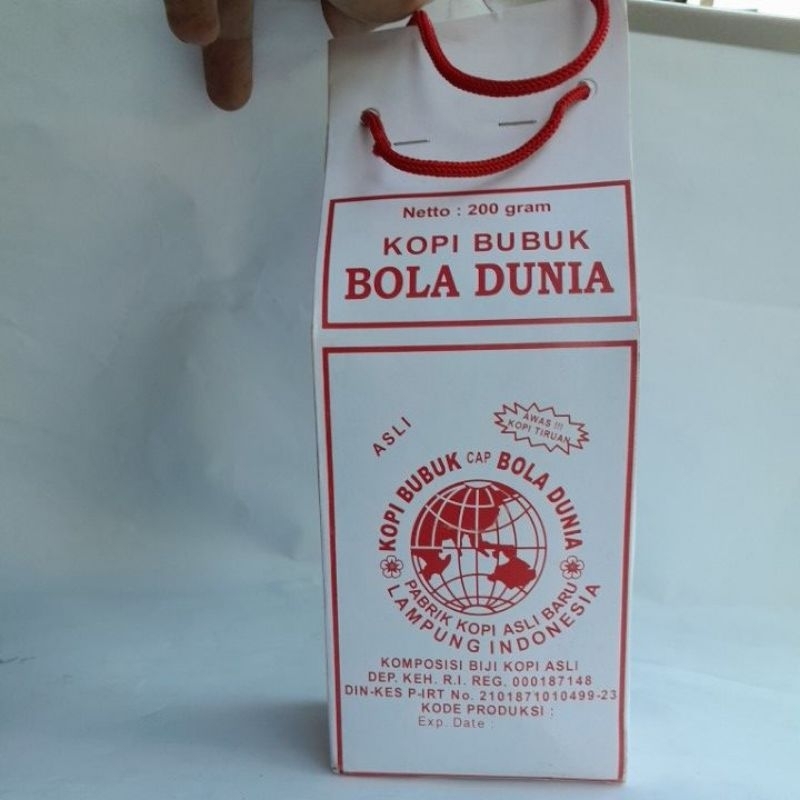 Netto : 200 gram
KOPI BUBUK
BOLA DUNIA
ASLI
AWAS !!!
KOPI TIRUAN
KOPI BUBUK CAP BOLA DUNIA
PABRIK KOPI ASLI BARU
LAMPUNG INDONESIA
KOMPOSISI BIJI KOPI ASLI
DEP. KEH. R.I. REG. 000187148
DIN-KES P-IRT No. 2101871010499-23
KODE PRODUKSI :
Exp. Date :